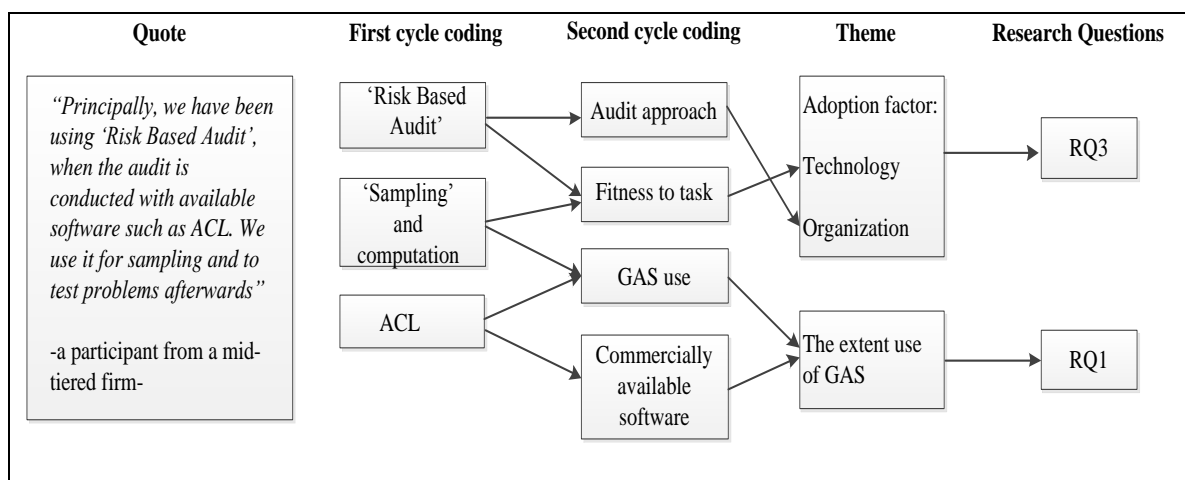 Quote
First cycle coding
Second cycle coding
Theme
Research Questions
“Principally, we have been
using ‘Risk Based Audit’,
when the audit is
conducted with available
software such as ACL. We
use it for sampling and to
test problems afterwards”
-a participant from a mid-
tiered firm-
‘Risk Based
Audit’
‘Sampling’
and
computation
ACL
Audit approach
Fitness to task
GAS use
Commercially
available
software
Adoption factor:
Technology
Organization
The extent use
of GAS
RQ3
RQ1